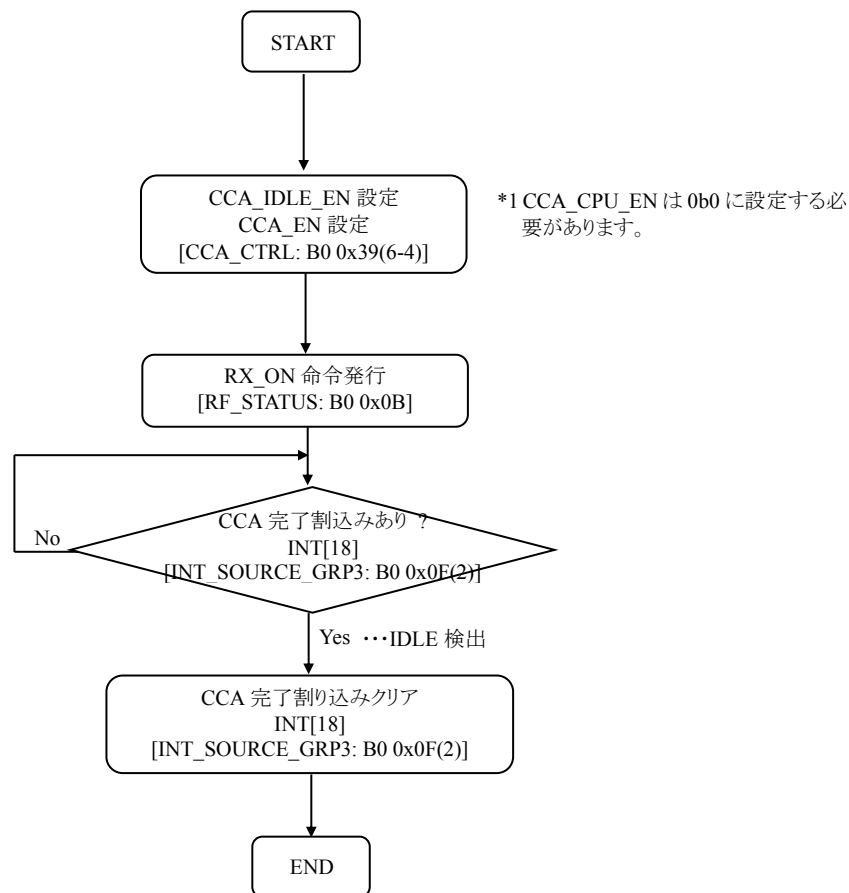 START
CCA_IDLE_EN 設定
CCA_EN 設定
[CCA_CTRL: B0 0x39(6-4)]
*1 CCA_CPU_EN は 0b0 に設定する必
要があります。
RX_ON 命令発行
[RF_STATUS: B0 0x0B]
CCA 完了割込みあり ?
INT[18]
[INT_SOURCE_GRP3: B0 0x0F(2)]
No
Yes ・・・IDLE 検出
CCA 完了割り込みクリア
INT[18]
[INT_SOURCE_GRP3: B0 0x0F(2)]
END